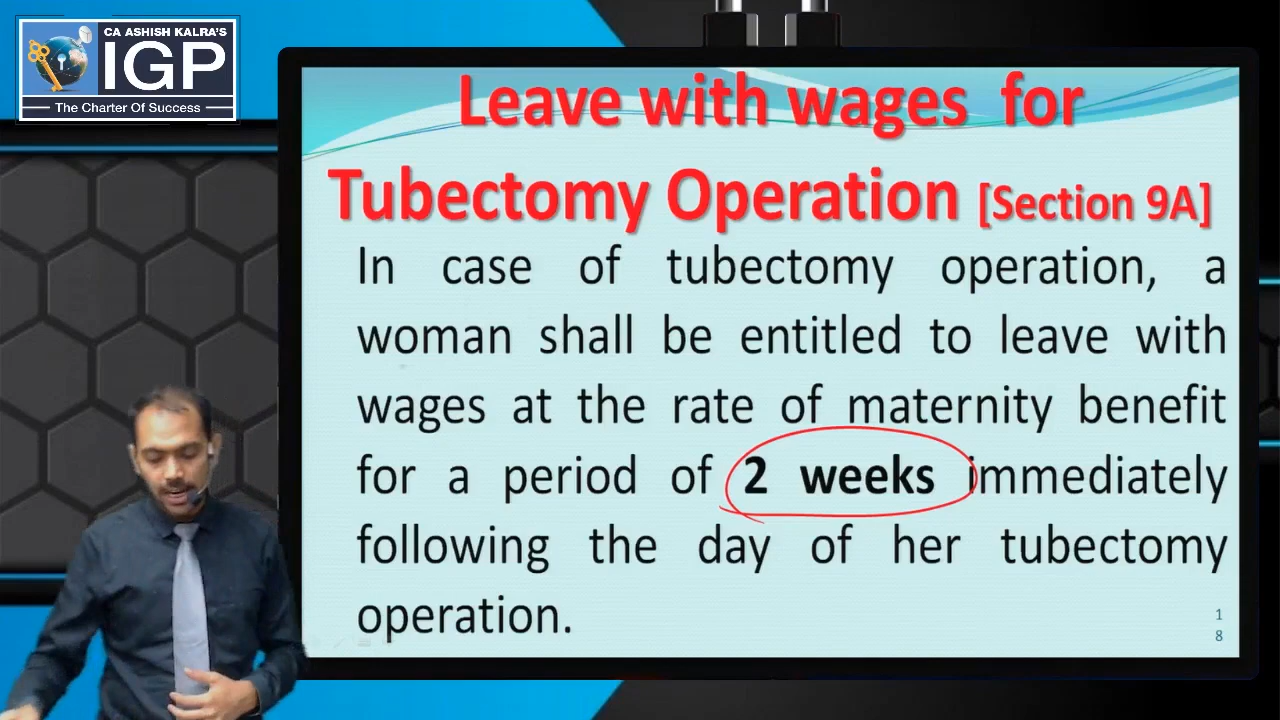 CA ASHISH KALRA'S
IGP
The Charter Of Success
Leave with wages for
Tubectomy Operation [Section 9A]
In case of tubectomy operation, a
woman shall be entitled to leave with
wages at the rate of maternity benefit
for a period of 2 weeks immediately
following the day of her tubectomy
operation.
1
8